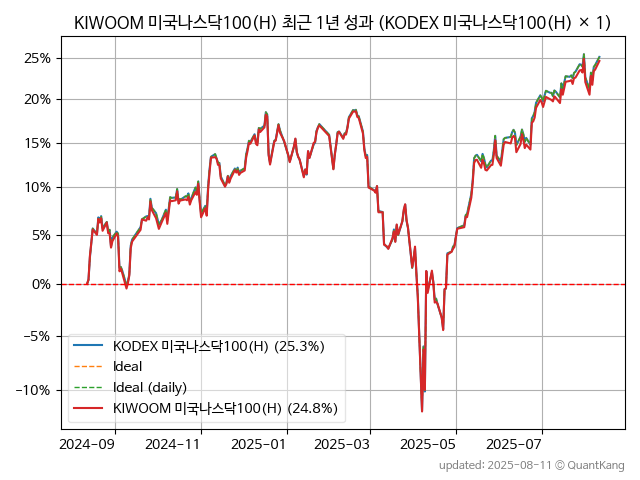 KIWOOM 미국나스닥100(H) 최근 1년 성과 (KODEX 미국나스닥100(H) × 1)
25%
20%
15%
10%
5%
0%
−5%
−10%
KODEX 미국나스닥100(H) (25.3%)
Ideal
Ideal (daily)
KIWOOM 미국나스닥100(H) (24.8%)
2024-09
2024-11
2025-01
2025-03
2025-05
2025-07
updated: 2025-08-11 © QuantKang